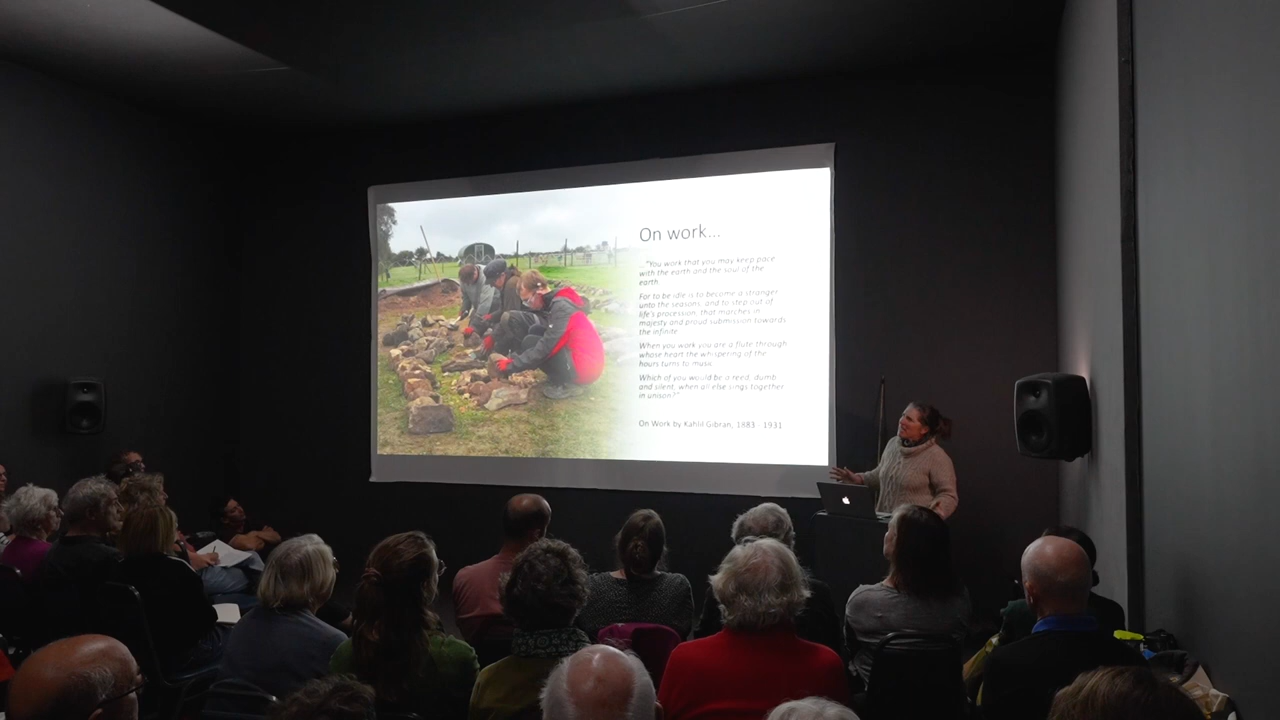 On work...
..."You work that you may keep pace
with the earth and the soul of the
earth.
For to be idle is to become a stranger
unto the seasons, and to step out of
life's procession, that marches in
majesty and proud submission towards
the infinite.
When you work you are a flute through
whose heart the whispering of the
hours turns to music.
Which of you would be a reed, dumb
and silent, when all else sings together
in unison?"
On Work by Kahlil Gibran, 1883 - 1931